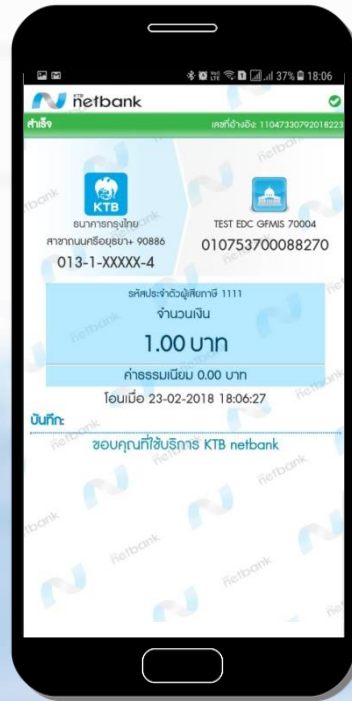 37% 18:06
KTB netbank
สำเร็จ
เลขที่อ้างอิง: 11047330792018223
KTB
ธนาคารกรุงไทย
สาขาถนนศรีอยุธยา+ 90886
013-1-XXXXX-4
TEST EDC GFMIS 70004
010753700088270
รหัสประจำตัวผู้เสียภาษี 1111
จำนวนเงิน
1.00 บาท
ค่าธรรมเนียม 0.00 บาท
โอนเมื่อ 23-02-2018 18:06:27
บันทึก:
ขอบคุณที่ใช้บริการ KTB netbank